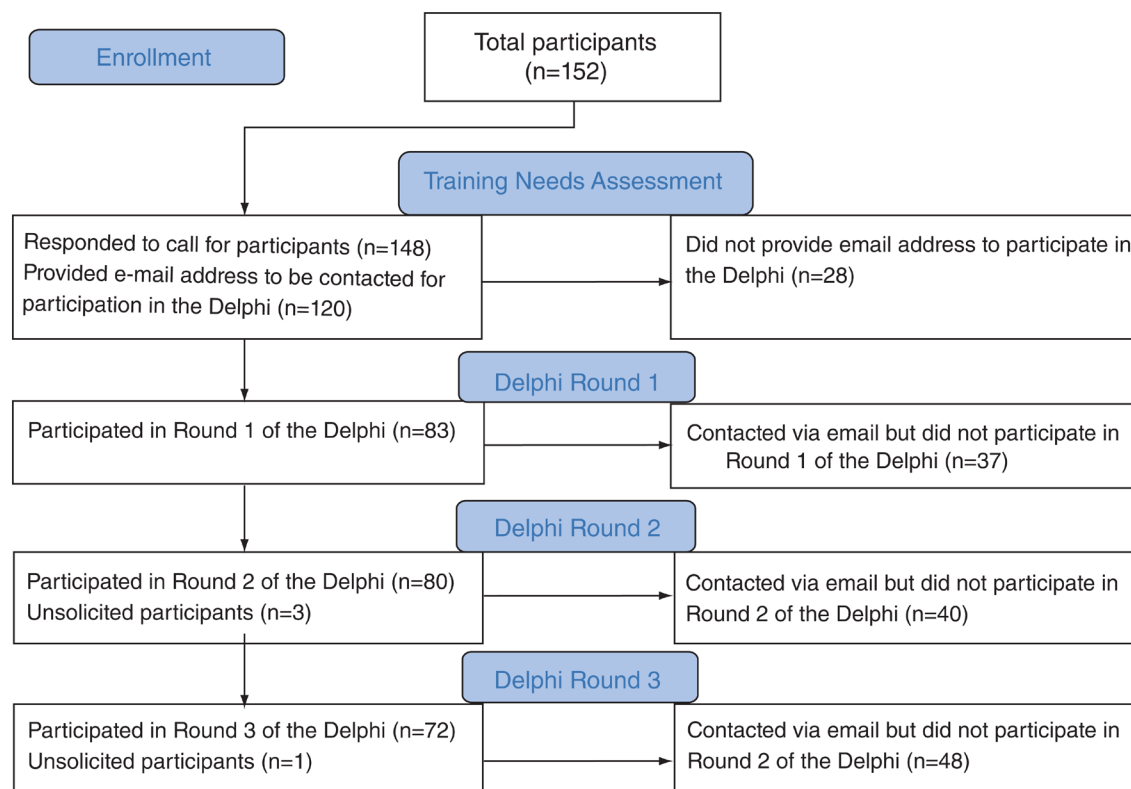 Enrollment
Total participants
(n=152)
Training Needs Assessment
Responded to call for participants (n=148)
Provided e-mail address to be contacted for
participation in the Delphi (n=120)
Did not provide email address to participate in
the Delphi (n=28)
Delphi Round 1
Participated in Round 1 of the Delphi (n=83)
Contacted via email but did not participate in
Round 1 of the Delphi (n=37)
Delphi Round 2
Participated in Round 2 of the Delphi (n=80)
Unsolicited participants (n=3)
Contacted via email but did not participate in
Round 2 of the Delphi (n=40)
Delphi Round 3
Participated in Round 3 of the Delphi (n=72)
Unsolicited participants (n=1)
Contacted via email but did not participate in
Round 2 of the Delphi (n=48)